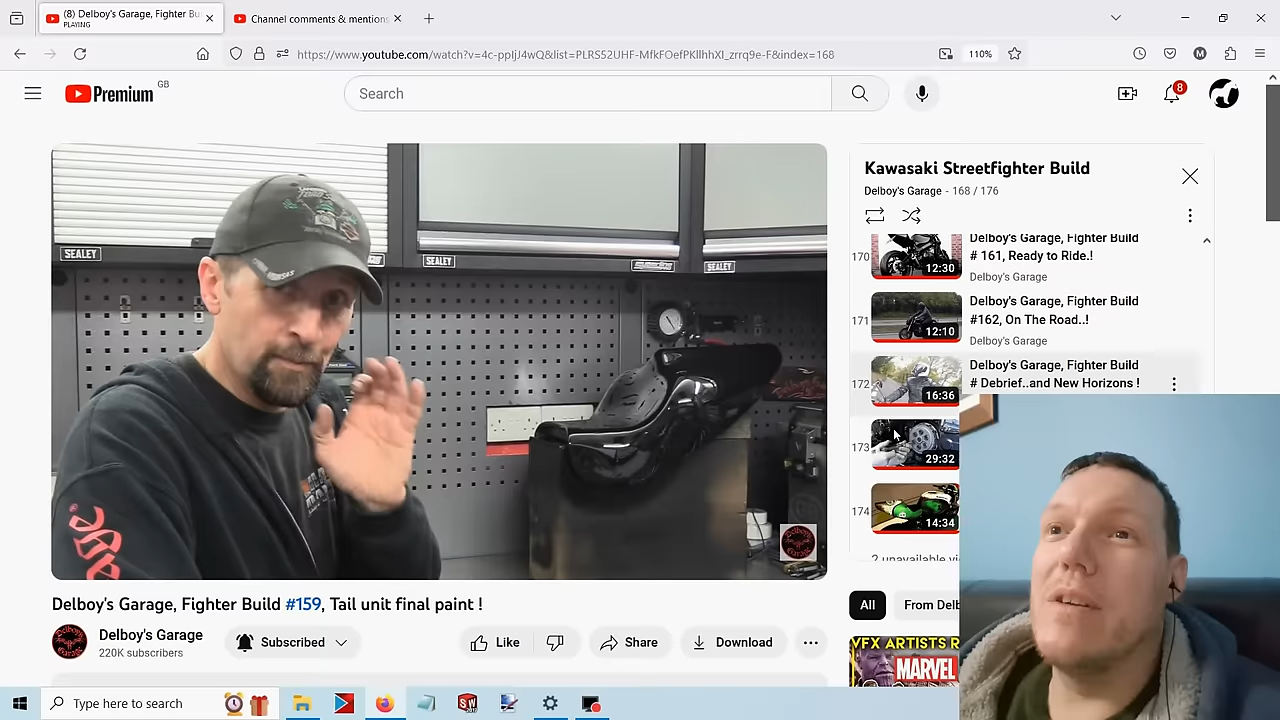 (8) Delboy's Garage, Fighter Bu
PLAYING
Channel comments & mentions
https://www.youtube.com/watch?v=4c-ppIjJ4wQ&list=PLRS52UHF-MfkFOefPKIlhhXI_zrrq9e-F&index=168
110%
M
Premium
GB
Search
8
SEALEY
SEALEY
SEALEY
Kawasaki Streetfighter Build
Delboy's Garage - 168 / 176
170
12:30
Delboy's Garage, Fighter Build
# 161, Ready to Ride.!
Delboy's Garage
171
12:10
Delboy's Garage, Fighter Build
#162, On The Road..!
Delboy's Garage
172
16:36
Delboy's Garage, Fighter Build
# Debrief..and New Horizons !
173
29:32
174
14:34
2 unavailable vi
Delboy's Garage, Fighter Build #159, Tail unit final paint !
Delboy's Garage
220K subscribers
Subscribed
Like
Share
Download
All
From Delb
VFX ARTISTS R
MARVEL
Type here to search